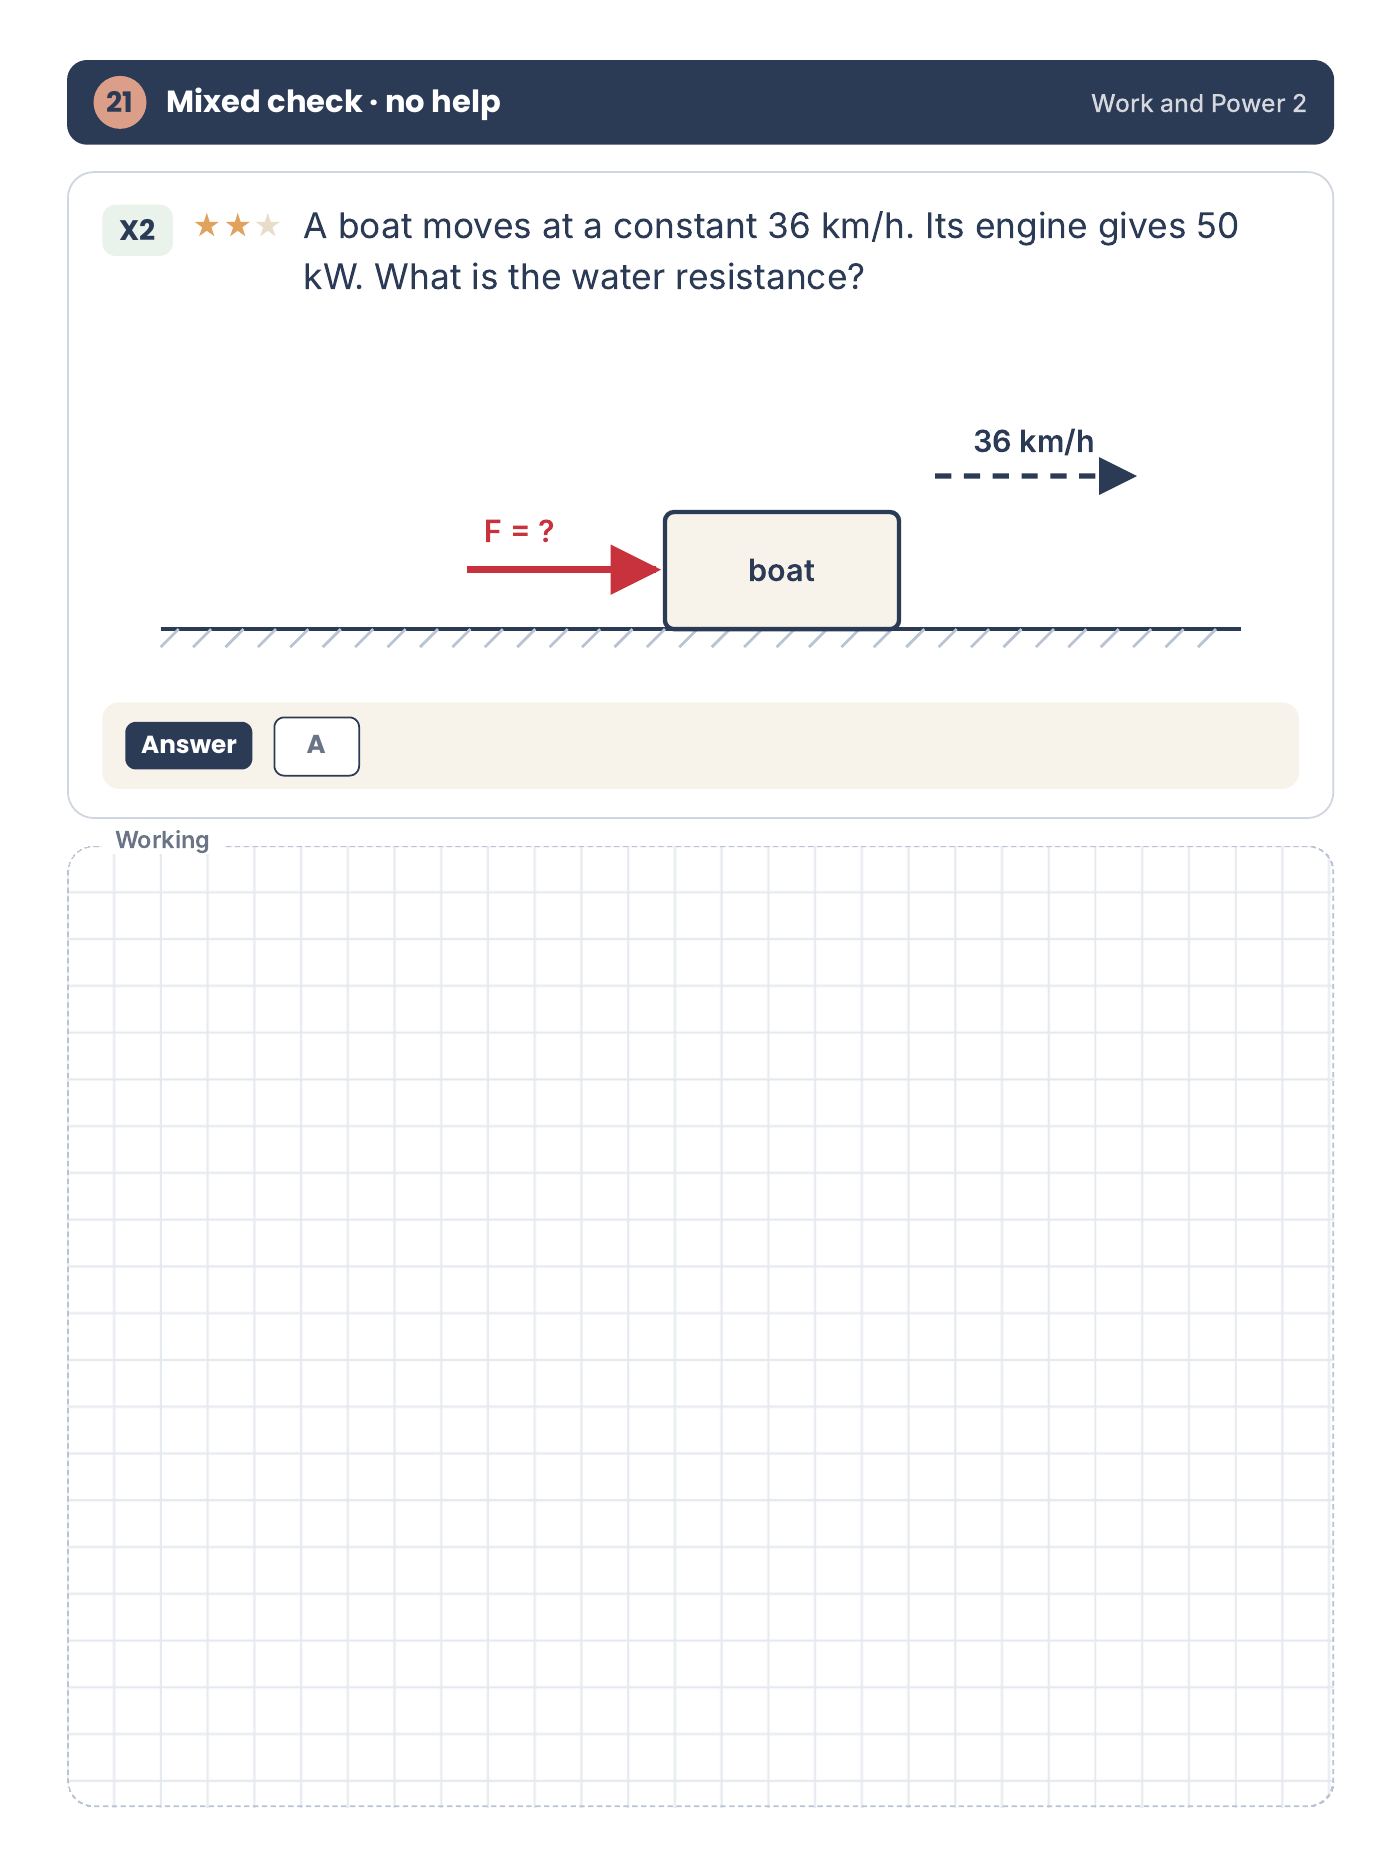 21 Mixed check · no help
Work and Power 2
X2 ★★★ A boat moves at a constant 36 km/h. Its engine gives 50
kW. What is the water resistance?
36 km/h
F = ?
boat
Answer A
Working